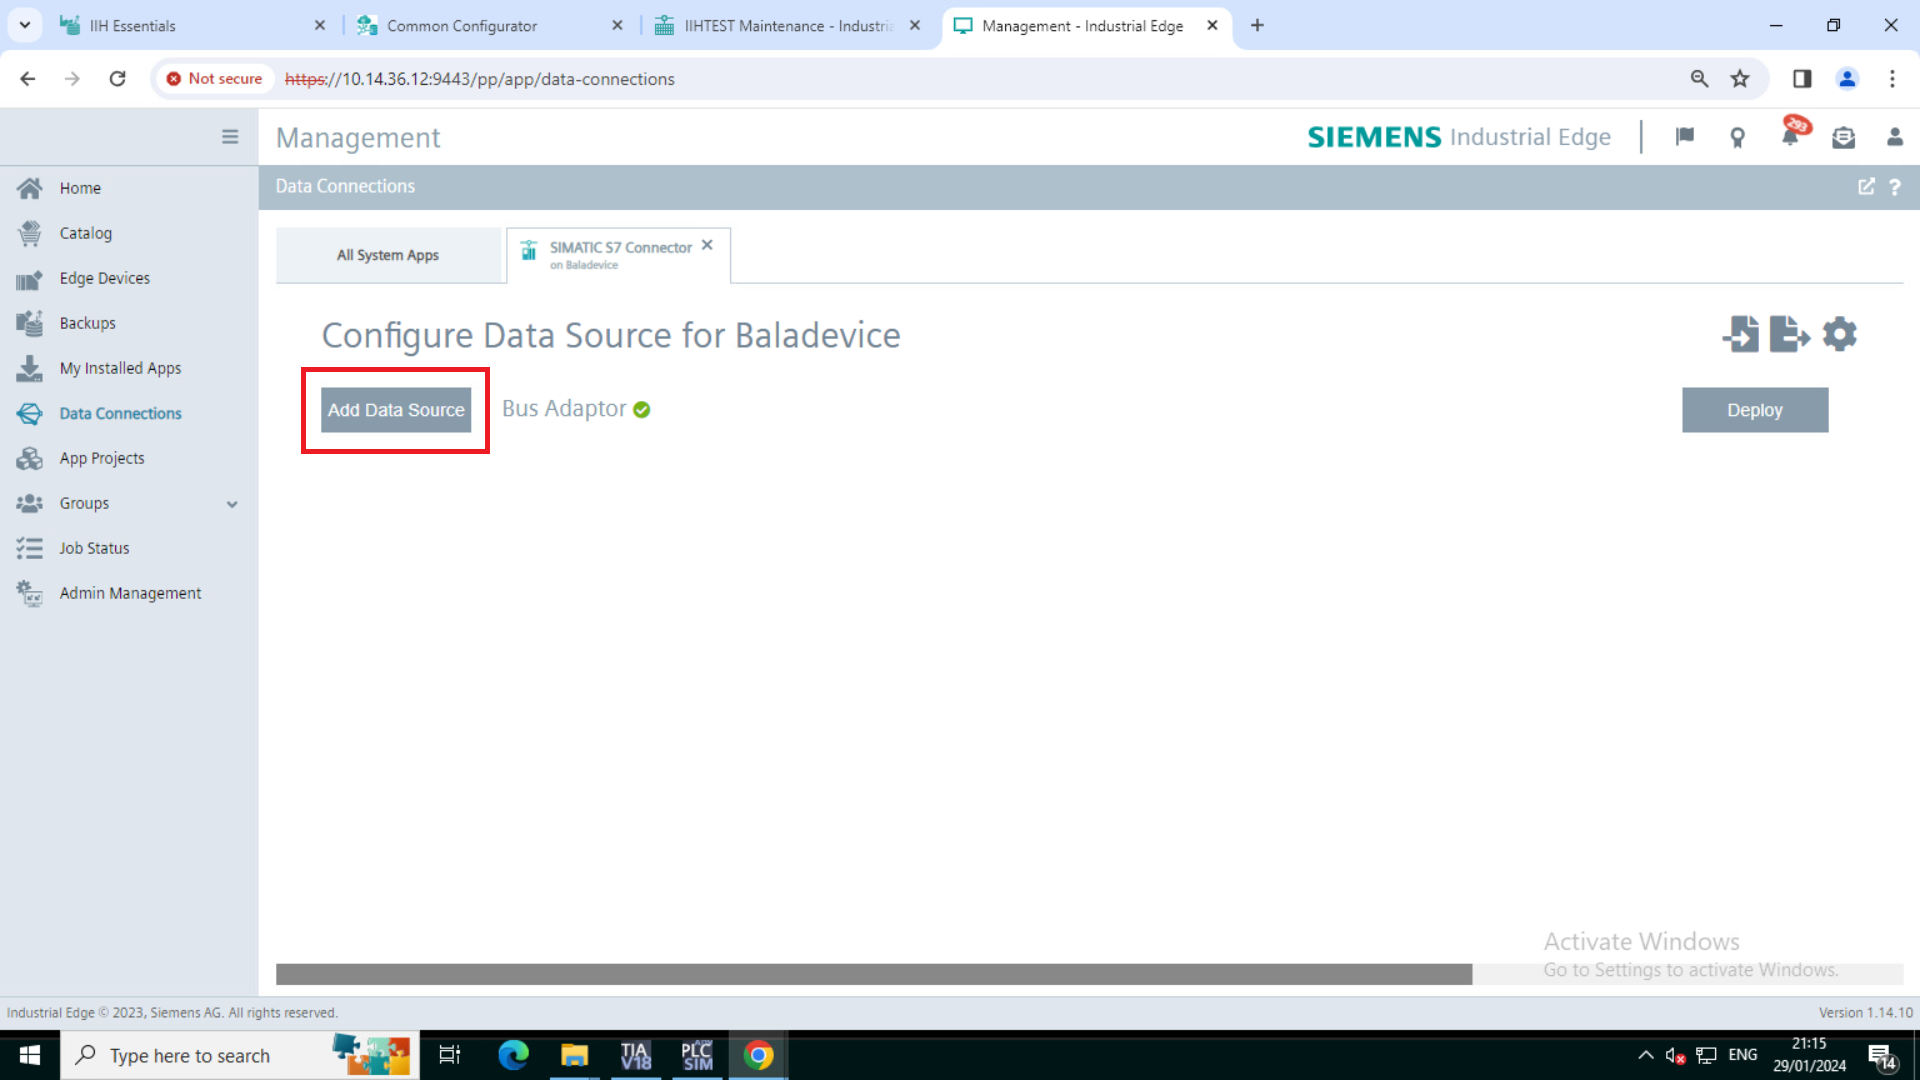 IIH Essentials
Common Configurator
IIHTEST Maintenance - Industri
Management - Industrial Edge
Not secure
https://10.14.36.12:9443/pp/app/data-connections
Management
SIEMENS Industrial Edge
293
Home
Data Connections
?
Catalog
All System Apps
SIMATIC S7 Connector
on Baladevice
Edge Devices
Backups
Configure Data Source for Baladevice
My Installed Apps
Data Connections
Add Data Source
Bus Adaptor
Deploy
App Projects
Groups
Job Status
Admin Management
Activate Windows
Go to Settings to activate Windows.
Industrial Edge © 2023, Siemens AG. All rights reserved.
Version 1.14.10
Type here to search
TIA
V18
PLC
SIM
ENG
21:15
29/01/2024
14